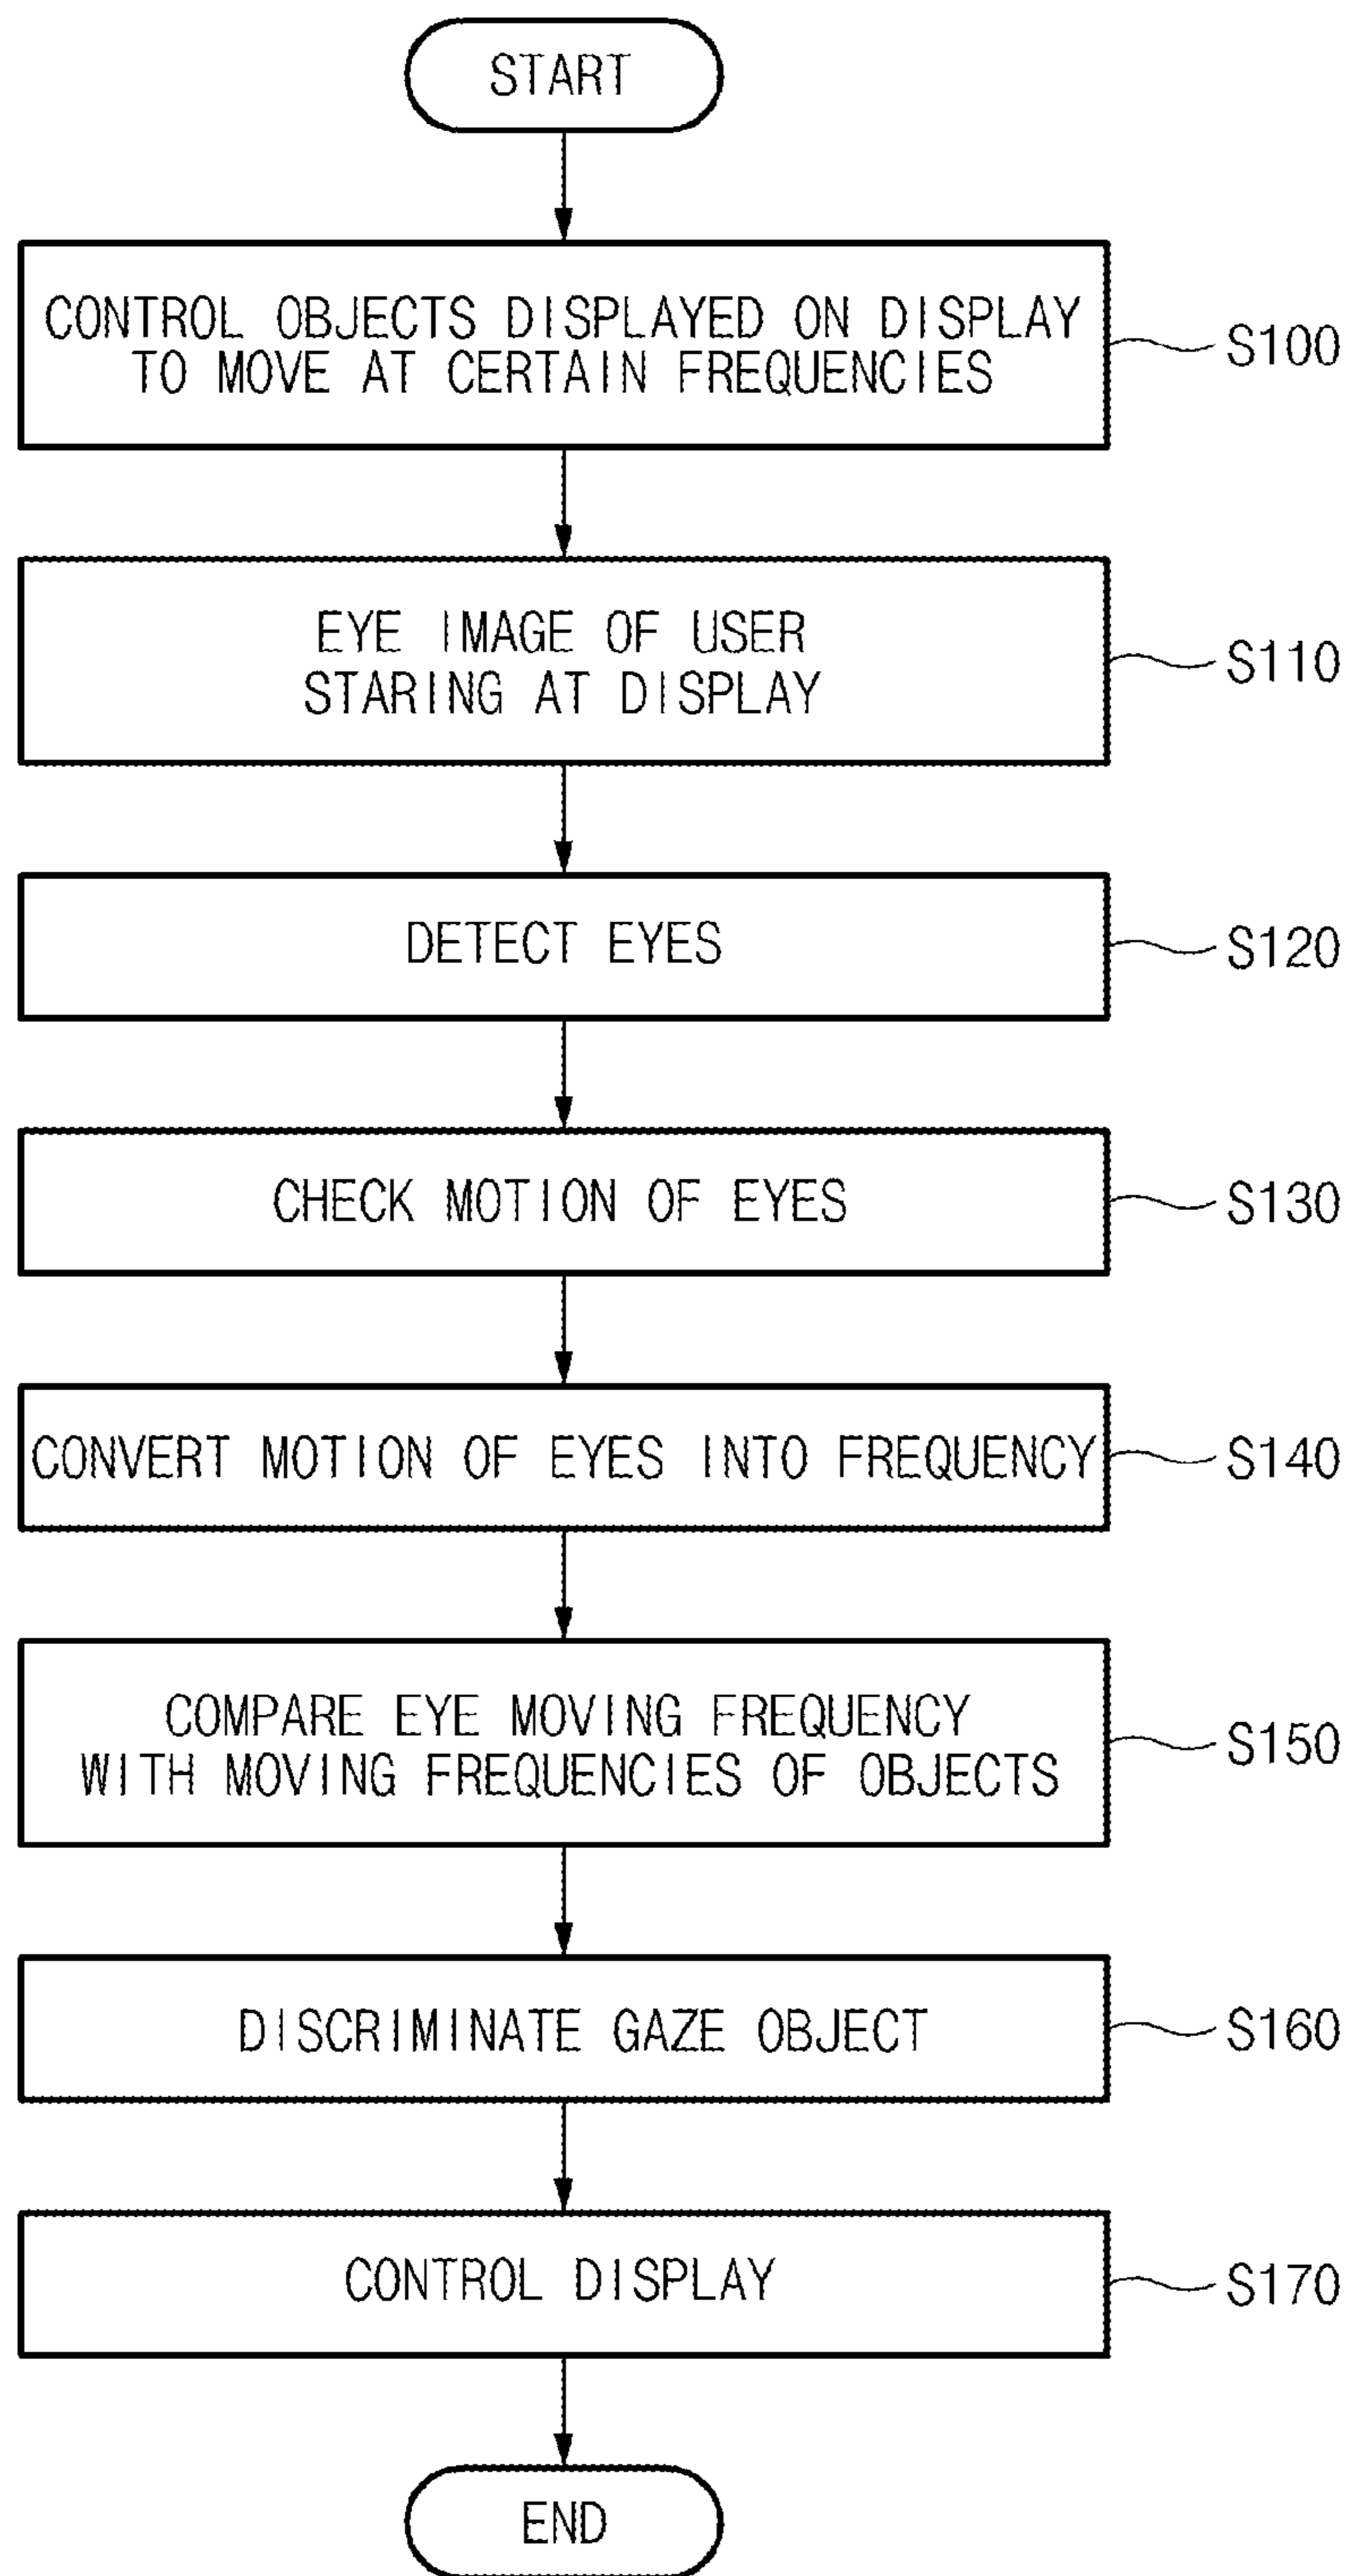 START
CONTROL OBJECTS DISPLAYED ON DISPLAY
TO MOVE AT CERTAIN FREQUENCIES
S100
EYE IMAGE OF USER
STARING AT DISPLAY
S110
DETECT EYES
S120
CHECK MOTION OF EYES
S130
CONVERT MOTION OF EYES INTO FREQUENCY
S140
COMPARE EYE MOVING FREQUENCY
WITH MOVING FREQUENCIES OF OBJECTS
S150
DISCRIMINATE GAZE OBJECT
S160
CONTROL DISPLAY
S170
END